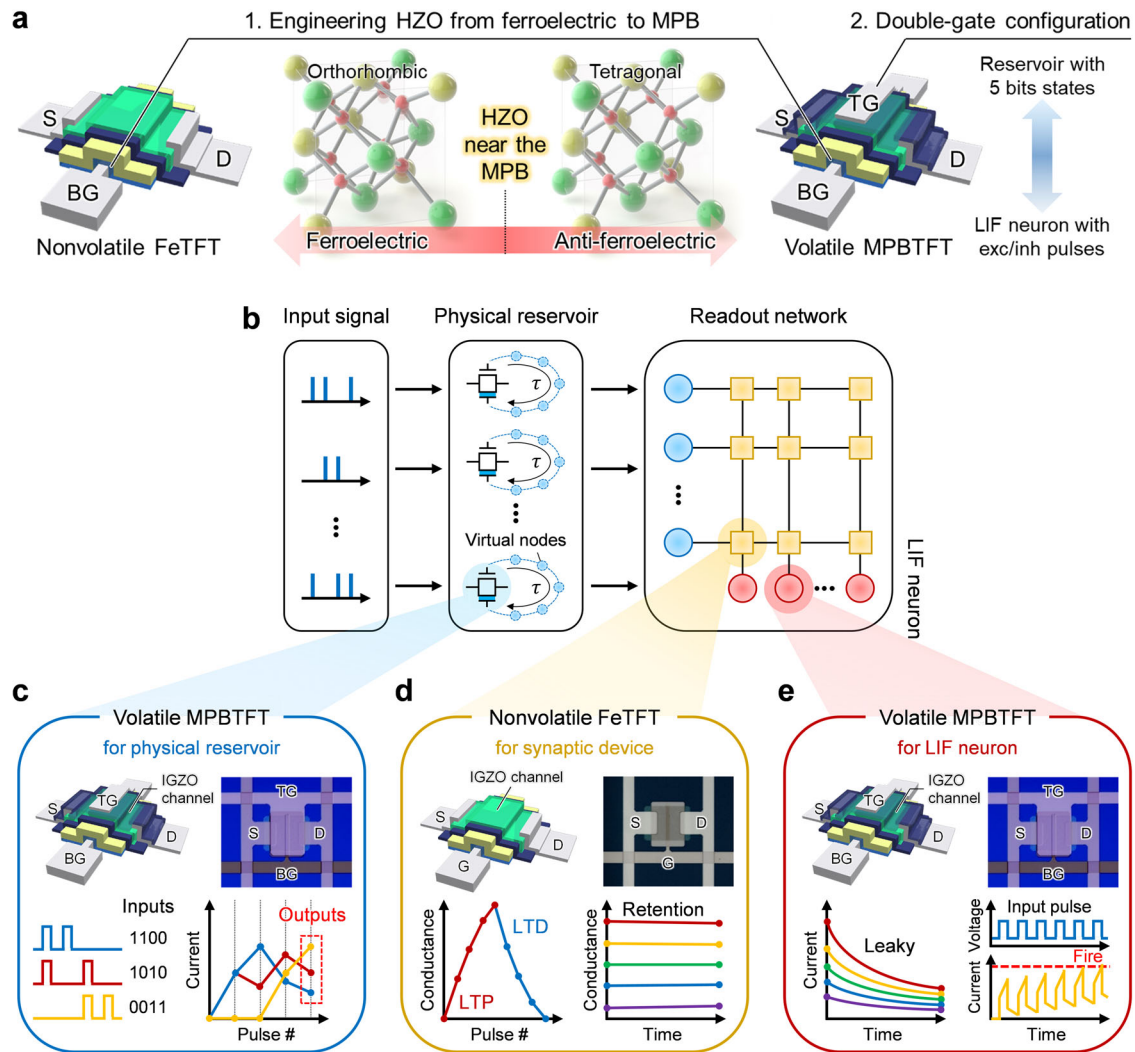 a
1. Engineering HZO from ferroelectric to MPB
2. Double-gate configuration
S
D
BG
Nonvolatile FeTFT
Orthorhombic
HZO
near the
MPB
Tetragonal
Ferroelectric
Anti-ferroelectric
TG
D
BG
Volatile MPBTFT
Reservoir with
5 bits states
LIF neuron with
exc/inh pulses
b
Input signal
Physical reservoir
Readout network
τ
τ
Virtual nodes
τ
LIF neuron
c
Volatile MPBTFT
for physical reservoir
IGZO
channel
S
TG
D
BG
TG
S
D
BG
Inputs
1100
1010
0011
Current
Outputs
Pulse #
d
Nonvolatile FeTFT
for synaptic device
IGZO channel
S
D
G
S
D
G
Conductance
LTD
LTP
Pulse #
Conductance
Retention
Time
e
Volatile MPBTFT
for LIF neuron
IGZO
channel
S
TG
D
BG
TG
S
D
BG
Current
Leaky
Time
Voltage
Input pulse
Current
Fire
Time